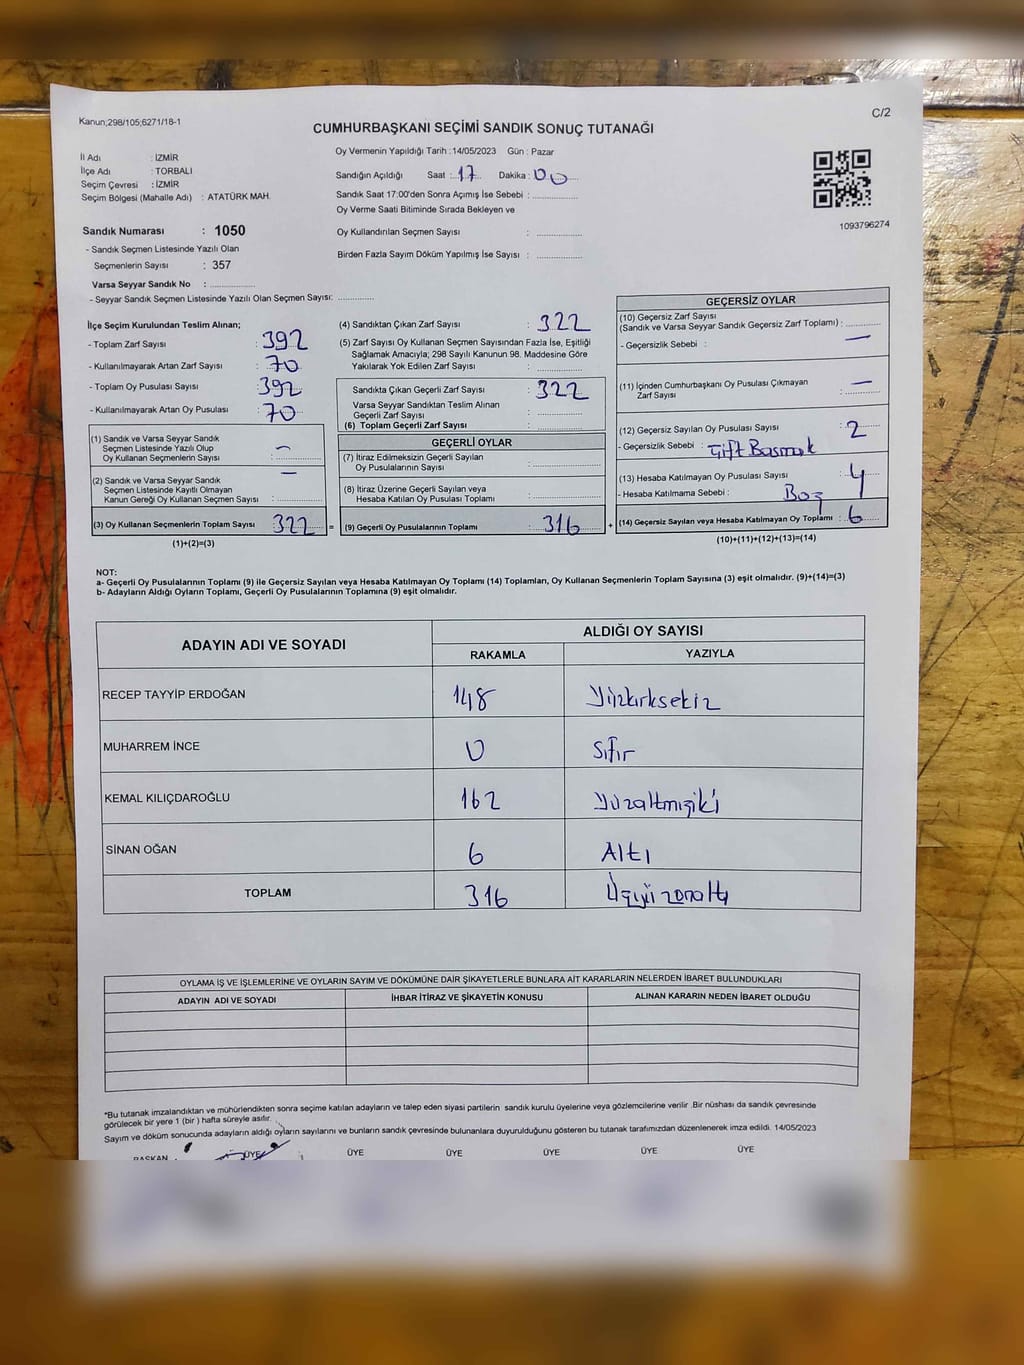 Kanun;298/105;6271/18-1
C/2
CUMHURBAŞKANI SEÇİMİ SANDIK SONUÇ TUTANAĞI
İl Adı : İZMİR
İlçe Adı : TORBALI
Seçim Çevresi : İZMİR
Seçim Bölgesi (Mahalle Adı) : ATATÜRK MAH.
Oy Vermenin Yapıldığı Tarih :14/05/2023 Gün : Pazar
Sandığın Açıldığı Saat : 17 Dakika : 00
Sandık Saat 17:00'den Sonra Açımış İse Sebebi :
Oy Verme Saati Bitiminde Sırada Bekleyen ve
Oy Kullandırılan Seçmen Sayısı :
Birden Fazla Sayım Döküm Yapılmış İse Sayısı :
1093796274
Sandık Numarası : 1050
- Sandık Seçmen Listesinde Yazılı Olan
Seçmenlerin Sayısı : 357
Varsa Seyyar Sandık No :
- Seyyar Sandık Seçmen Listesinde Yazılı Olan Seçmen Sayısı:
İlçe Seçim Kurulundan Teslim Alınan;
- Toplam Zarf Sayısı : 392
- Kullanılmayarak Artan Zarf Sayısı : 70
- Toplam Oy Pusulası Sayısı : 392
- Kullanılmayarak Artan Oy Pusulası : 70
(1) Sandık ve Varsa Seyyar Sandık
Seçmen Listesinde Yazılı Olup
Oy Kullanan Seçmenlerin Sayısı : –
(2) Sandık ve Varsa Seyyar Sandık
Seçmen Listesinde Kayıtlı Olmayan
Kanun Gereği Oy Kullanan Seçmen Sayısı : –
(3) Oy Kullanan Seçmenlerin Toplam Sayısı 322 =
(1)+(2)=(3)
(4) Sandıktan Çıkan Zarf Sayısı : 322
(5) Zarf Sayısı Oy Kullanan Seçmen Sayısından Fazla İse, Eşitliği
Sağlamak Amacıyla; 298 Sayılı Kanunun 98. Maddesine Göre
Yakılarak Yok Edilen Zarf Sayısı :
Sandıkta Çıkan Geçerli Zarf Sayısı : 322
Varsa Seyyar Sandıktan Teslim Alınan
Geçerli Zarf Sayısı :
(6) Toplam Geçerli Zarf Sayısı :
GEÇERLİ OYLAR
(7) İtiraz Edilmeksizin Geçerli Sayılan
Oy Pusulalarının Sayısı :
(8) İtiraz Üzerine Geçerli Sayılan veya
Hesaba Katılan Oy Pusulası Toplamı :
(9) Geçerli Oy Pusulalarının Toplamı : 316 +
GEÇERSİZ OYLAR
(10) Geçersiz Zarf Sayısı
(Sandık ve Varsa Seyyar Sandık Geçersiz Zarf Toplamı) :
- Geçersizlik Sebebi : –
(11) İçinden Cumhurbaşkanı Oy Pusulası Çıkmayan
Zarf Sayısı : –
(12) Geçersiz Sayılan Oy Pusulası Sayısı : 2
- Geçersizlik Sebebi : Çift Basmak
(13) Hesaba Katılmayan Oy Pusulası Sayısı : 4
- Hesaba Katılmama Sebebi : Boş
(14) Geçersiz Sayılan veya Hesaba Katılmayan Oy Toplamı : 6
(10)+(11)+(12)+(13)=(14)
NOT:
a- Geçerli Oy Pusulalarının Toplamı (9) ile Geçersiz Sayılan veya Hesaba Katılmayan Oy Toplamı (14) Toplamları, Oy Kullanan Seçmenlerin Toplam Sayısına (3) eşit olmalıdır. (9)+(14)=(3)
b- Adayların Aldığı Oyların Toplamı, Geçerli Oy Pusulalarının Toplamına (9) eşit olmalıdır.
ADAYIN ADI VE SOYADI
ALDIĞI OY SAYISI
RAKAMLA YAZIYLA
RECEP TAYYİP ERDOĞAN 148 Yüzkırksekiz
MUHARREM İNCE 0 Sıfır
KEMAL KILIÇDAROĞLU 162 Yüzaltmışiki
SİNAN OĞAN 6 Altı
TOPLAM 316 Üçyüzonaltı
OYLAMA İŞ VE İŞLEMLERİNE VE OYLARIN SAYIM VE DÖKÜMÜNE DAİR ŞİKAYETLERLE BUNLARA AİT KARARLARIN NELERDEN İBARET BULUNDUKLARI
ADAYIN ADI VE SOYADI İHBAR İTİRAZ VE ŞİKAYETİN KONUSU ALINAN KARARIN NEDEN İBARET OLDUĞU
*Bu tutanak imzalandıktan ve mühürlendikten sonra seçime katılan adayların ve talep eden siyasi partilerin sandık kurulu üyelerine veya gözlemcilerine verilir .Bir nüshası da sandık çevresinde
görülecek bir yere 1 (bir ) hafta süreyle asılır.
Sayım ve döküm sonucunda adayların aldığı oyların sayılarını ve bunların sandık çevresinde bulunanlara duyurulduğunu gösteren bu tutanak tarafımızdan düzenlenerek imza edildi. 14/05/2023
BAŞKAN ÜYE ÜYE ÜYE ÜYE ÜYE ÜYE